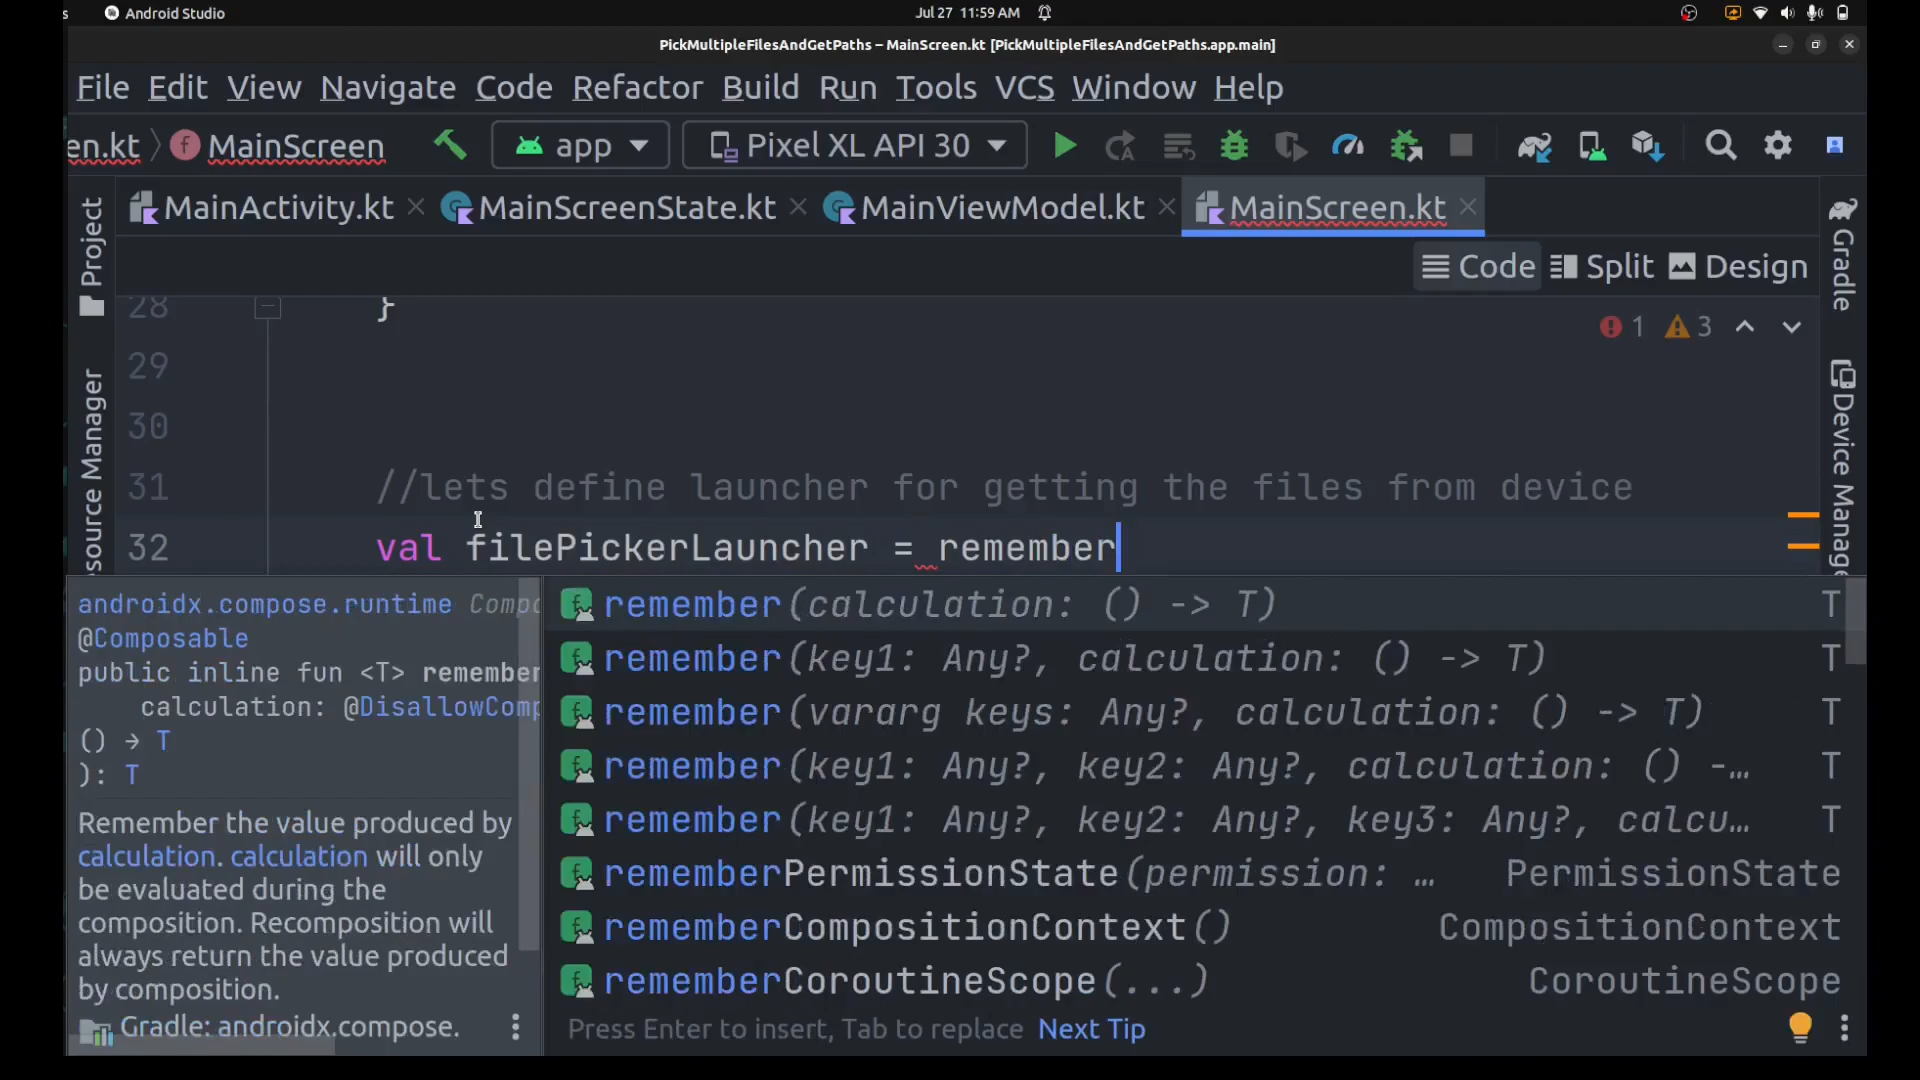 s Android Studio Jul 27 11:59 AM
PickMultipleFilesAndGetPaths – MainScreen.kt [PickMultipleFilesAndGetPaths.app.main]
File Edit View Navigate Code Refactor Build Run Tools VCS Window Help
en.kt MainScreen app Pixel XL API 30
MainActivity.kt MainScreenState.kt MainViewModel.kt MainScreen.kt
Code Split Design
Project
source Manager
Gradle
Device Manage
28 }
1 3
29
30
31 //lets define launcher for getting the files from device
32 val filePickerLauncher = remember
androidx.compose.runtime Compo
@Composable
public inline fun <T> remember
calculation: @DisallowComp
() → T
): T
Remember the value produced by
calculation. calculation will only
be evaluated during the
composition. Recomposition will
always return the value produced
by composition.
Gradle: androidx.compose.
remember(calculation: () -> T) T
remember(key1: Any?, calculation: () -> T) T
remember(vararg keys: Any?, calculation: () -> T) T
remember(key1: Any?, key2: Any?, calculation: () -… T
remember(key1: Any?, key2: Any?, key3: Any?, calcu… T
rememberPermissionState(permission: … PermissionState
rememberCompositionContext() CompositionContext
rememberCoroutineScope(...) CoroutineScope
Press Enter to insert, Tab to replace Next Tip